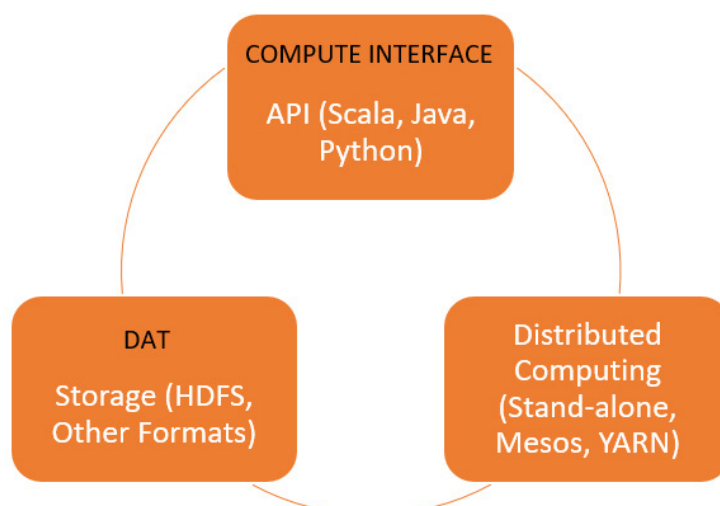 COMPUTE INTERFACE
API (Scala, Java,
Python)
DAT
Storage (HDFS,
Other Formats)
Distributed
Computing
(Stand-alone,
Mesos, YARN)